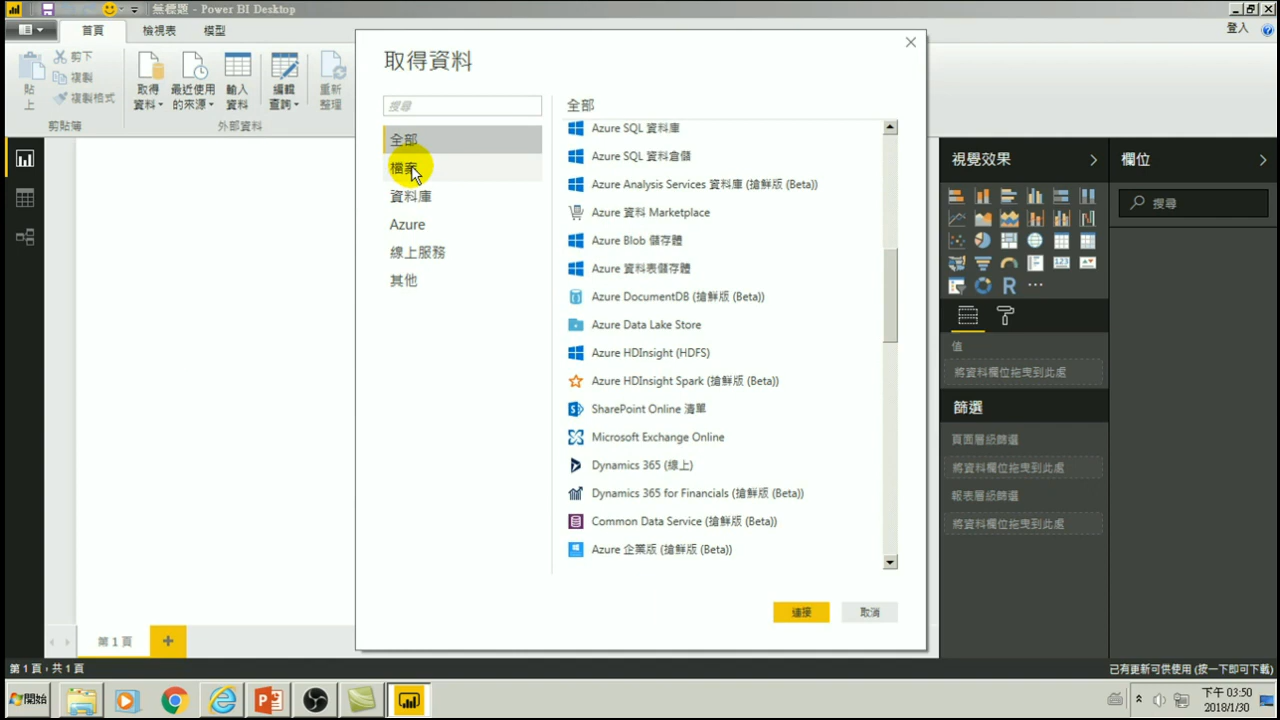 無標題 - Power BI Desktop
首頁
檢視表
模型
登入
貼上
剪下
複製
複製格式
剪貼簿
取得資料
最近使用的來源
輸入資料
編輯查詢
重新整理
外部資料
取得資料
搜尋
全部
檔案
資料庫
Azure
線上服務
其他
全部
Azure SQL 資料庫
Azure SQL 資料倉儲
Azure Analysis Services 資料庫 (搶鮮版 (Beta))
Azure 資料 Marketplace
Azure Blob 儲存體
Azure 資料表儲存體
Azure DocumentDB (搶鮮版 (Beta))
Azure Data Lake Store
Azure HDInsight (HDFS)
Azure HDInsight Spark (搶鮮版 (Beta))
SharePoint Online 清單
Microsoft Exchange Online
Dynamics 365 (線上)
Dynamics 365 for Financials (搶鮮版 (Beta))
Common Data Service (搶鮮版 (Beta))
Azure 企業版 (搶鮮版 (Beta))
連接
取消
視覺效果
R
值
將資料欄位拖曳到此處
篩選
頁面層級篩選
將資料欄位拖曳到此處
報表層級篩選
將資料欄位拖曳到此處
欄位
搜尋
第 1 頁
第 1 頁，共 1 頁
已有更新可供使用 (按一下即可下載)
開始
下午 03:50
2018/1/30